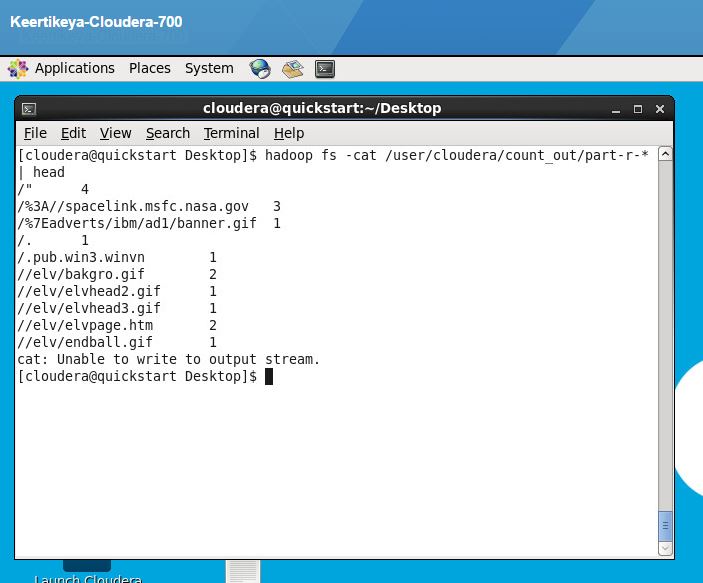 Keertikeya-Cloudera-700
Applications Places System
cloudera@quickstart:~/Desktop
File Edit View Search Terminal Help
[cloudera@quickstart Desktop]$ hadoop fs -cat /user/cloudera/count_out/part-r-*
| head
/" 4
/%3A//spacelink.msfc.nasa.gov 3
/%7Eadverts/ibm/ad1/banner.gif 1
/. 1
/.pub.win3.winvn 1
//elv/bakgro.gif 2
//elv/elvhead2.gif 1
//elv/elvhead3.gif 1
//elv/elvpage.htm 2
//elv/endball.gif 1
cat: Unable to write to output stream.
[cloudera@quickstart Desktop]$
Launch Cloudera